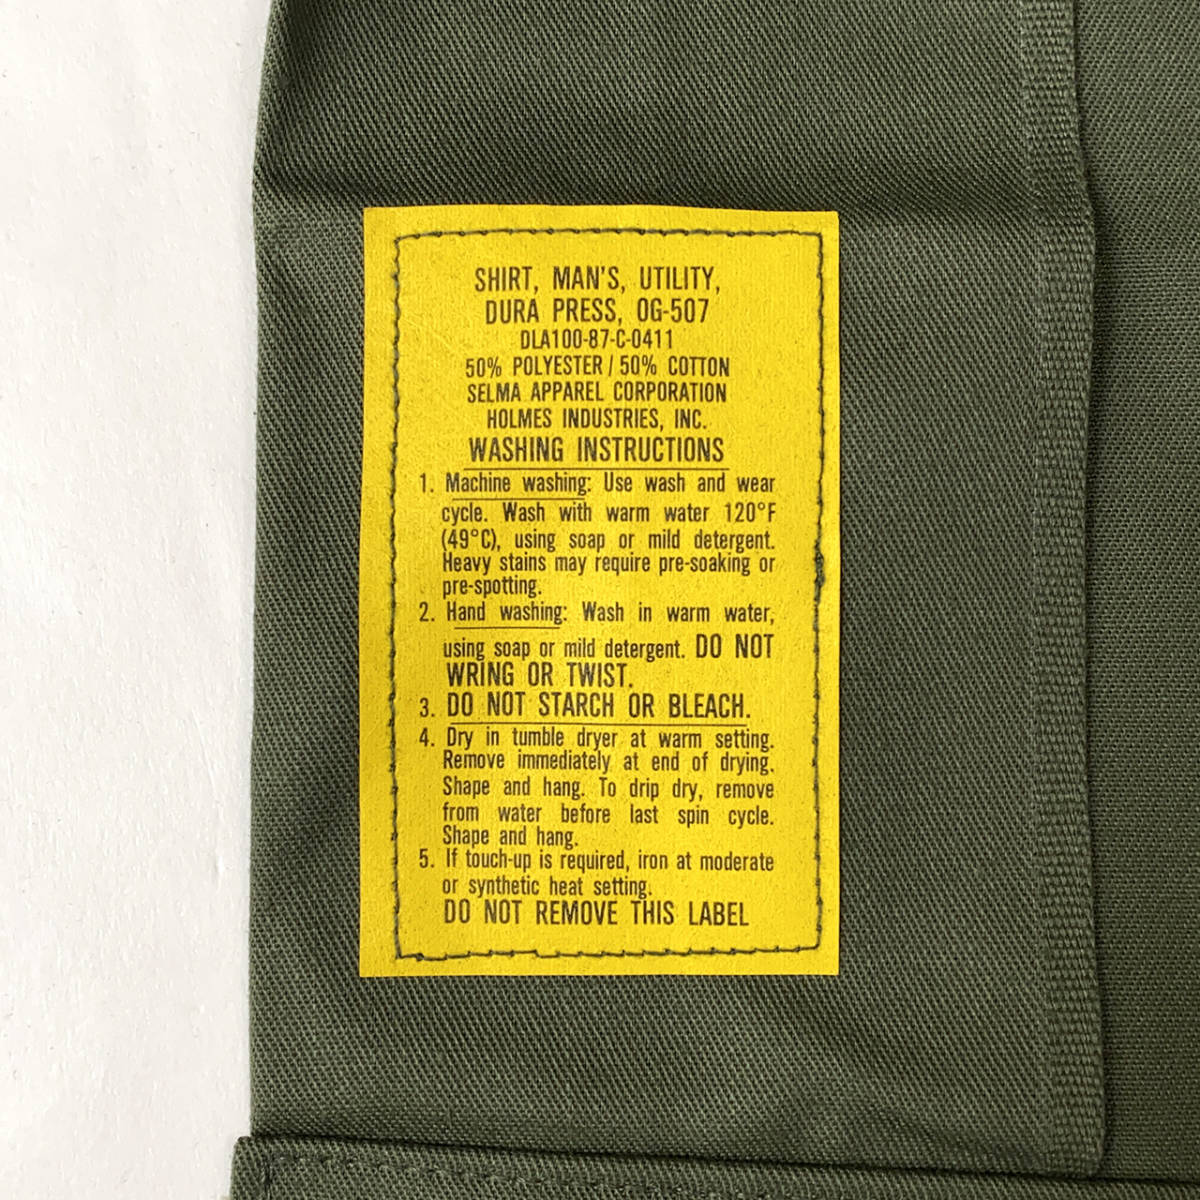 SHIRT, MAN'S, UTILITY,
DURA PRESS, OG-507
DLA100-87-C-0411
50% POLYESTER / 50% COTTON
SELMA APPAREL CORPORATION
HOLMES INDUSTRIES, INC.
WASHING INSTRUCTIONS
1. Machine washing: Use wash and wear
cycle. Wash with warm water 120°F
(49°C), using soap or mild detergent.
Heavy stains may require pre-soaking or
pre-spotting.
2. Hand washing: Wash in warm water,
using soap or mild detergent. DO NOT
WRING OR TWIST.
3. DO NOT STARCH OR BLEACH.
4. Dry in tumble dryer at warm setting.
Remove immediately at end of drying.
Shape and hang. To drip dry, remove
from water before last spin cycle.
Shape and hang.
5. If touch-up is required, iron at moderate
or synthetic heat setting.
DO NOT REMOVE THIS LABEL